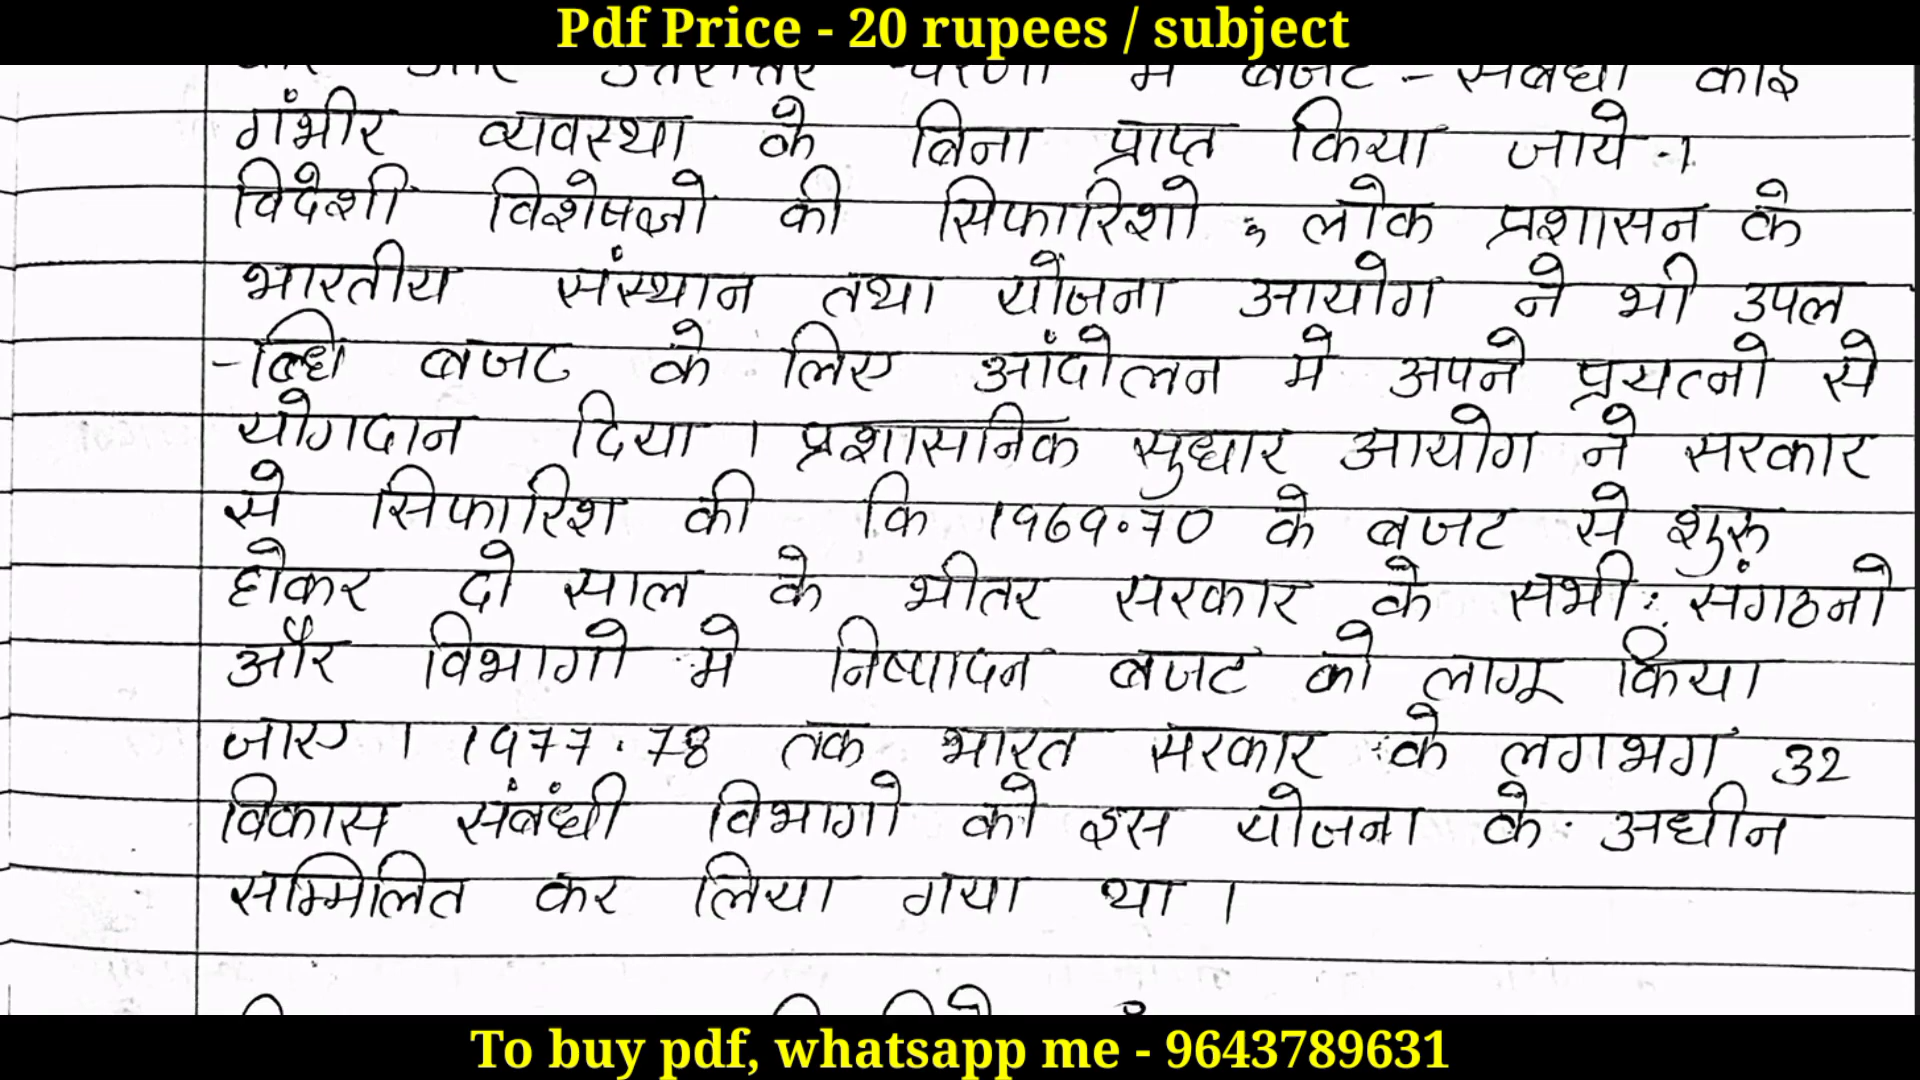 Pdf Price - 20 rupees / subject
में बजट - संबंधी कोई
गंभीर व्यवस्था के बिना प्राप्त किया जाये ।
विदेशी विशेषज्ञो की सिफारिशो , लोक प्रशासन के
भारतीय संस्थान तथा योजना आयोग ने भी उपल
-ब्धि बजट के लिए आंदोलन मे अपने प्रयत्नो से
योगदान दिया । प्रशासनिक सुधार आयोग ने सरकार
से सिफारिश की कि 1969.70 के बजट से शुरू
होकर दो साल के भीतर सरकार के सभी संगठनो
और विभागो मे निष्पादन बजट को लागू किया
जाए । 1977.78 तक भारत सरकार के लगभग 32
विकास संबंधी विभागो को इस योजना के अधीन
सम्मिलित कर लिया गया था ।
To buy pdf, whatsapp me - 9643789631